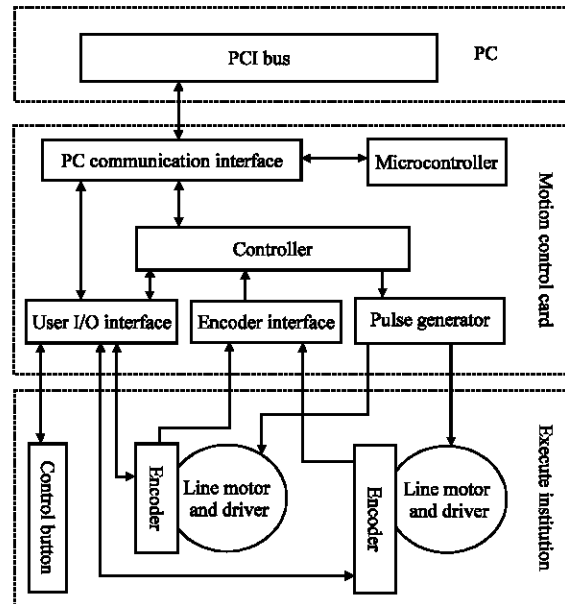 PCI bus
PC
PC communication interface
Microcontroller
Controller
User I/O interface
Encoder interface
Pulse generator
Motion control card
Control button
Encoder
Line motor
and driver
Encoder
Line motor
and driver
Execute institution